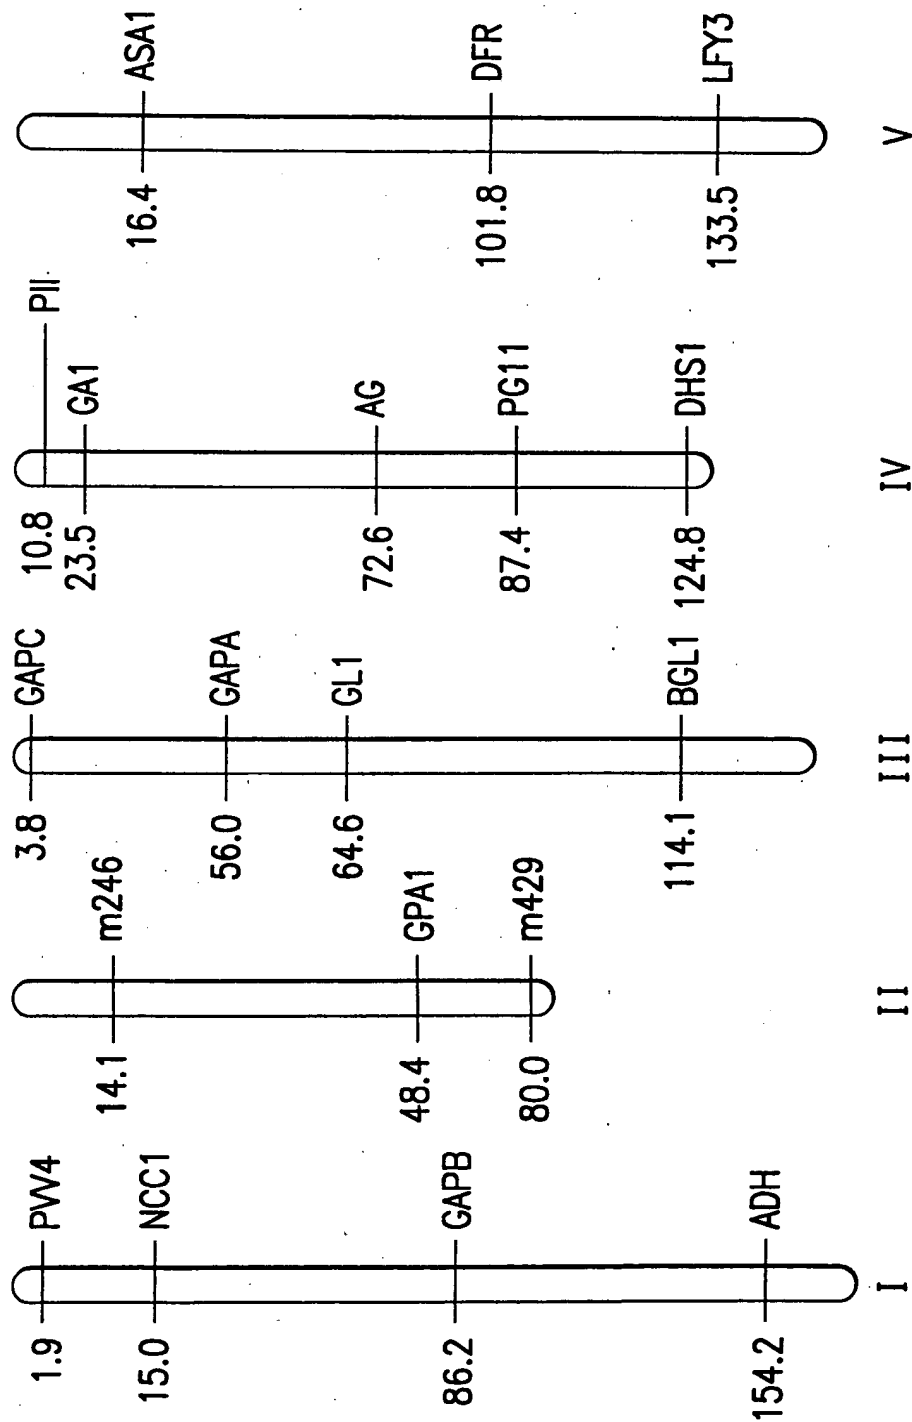 1.9 PVV4
15.0 NCC1
86.2 GAPB
154.2 ADH
I
14.1 m246
48.4 GPA1
80.0 m429
II
3.8 GAPC
56.0 GAPA
64.6 GL1
114.1 BGL1
III
10.8 PII
23.5 GA1
72.6 AG
87.4 PG11
124.8 DHS1
IV
16.4 ASA1
101.8 DFR
133.5 LFY3
V